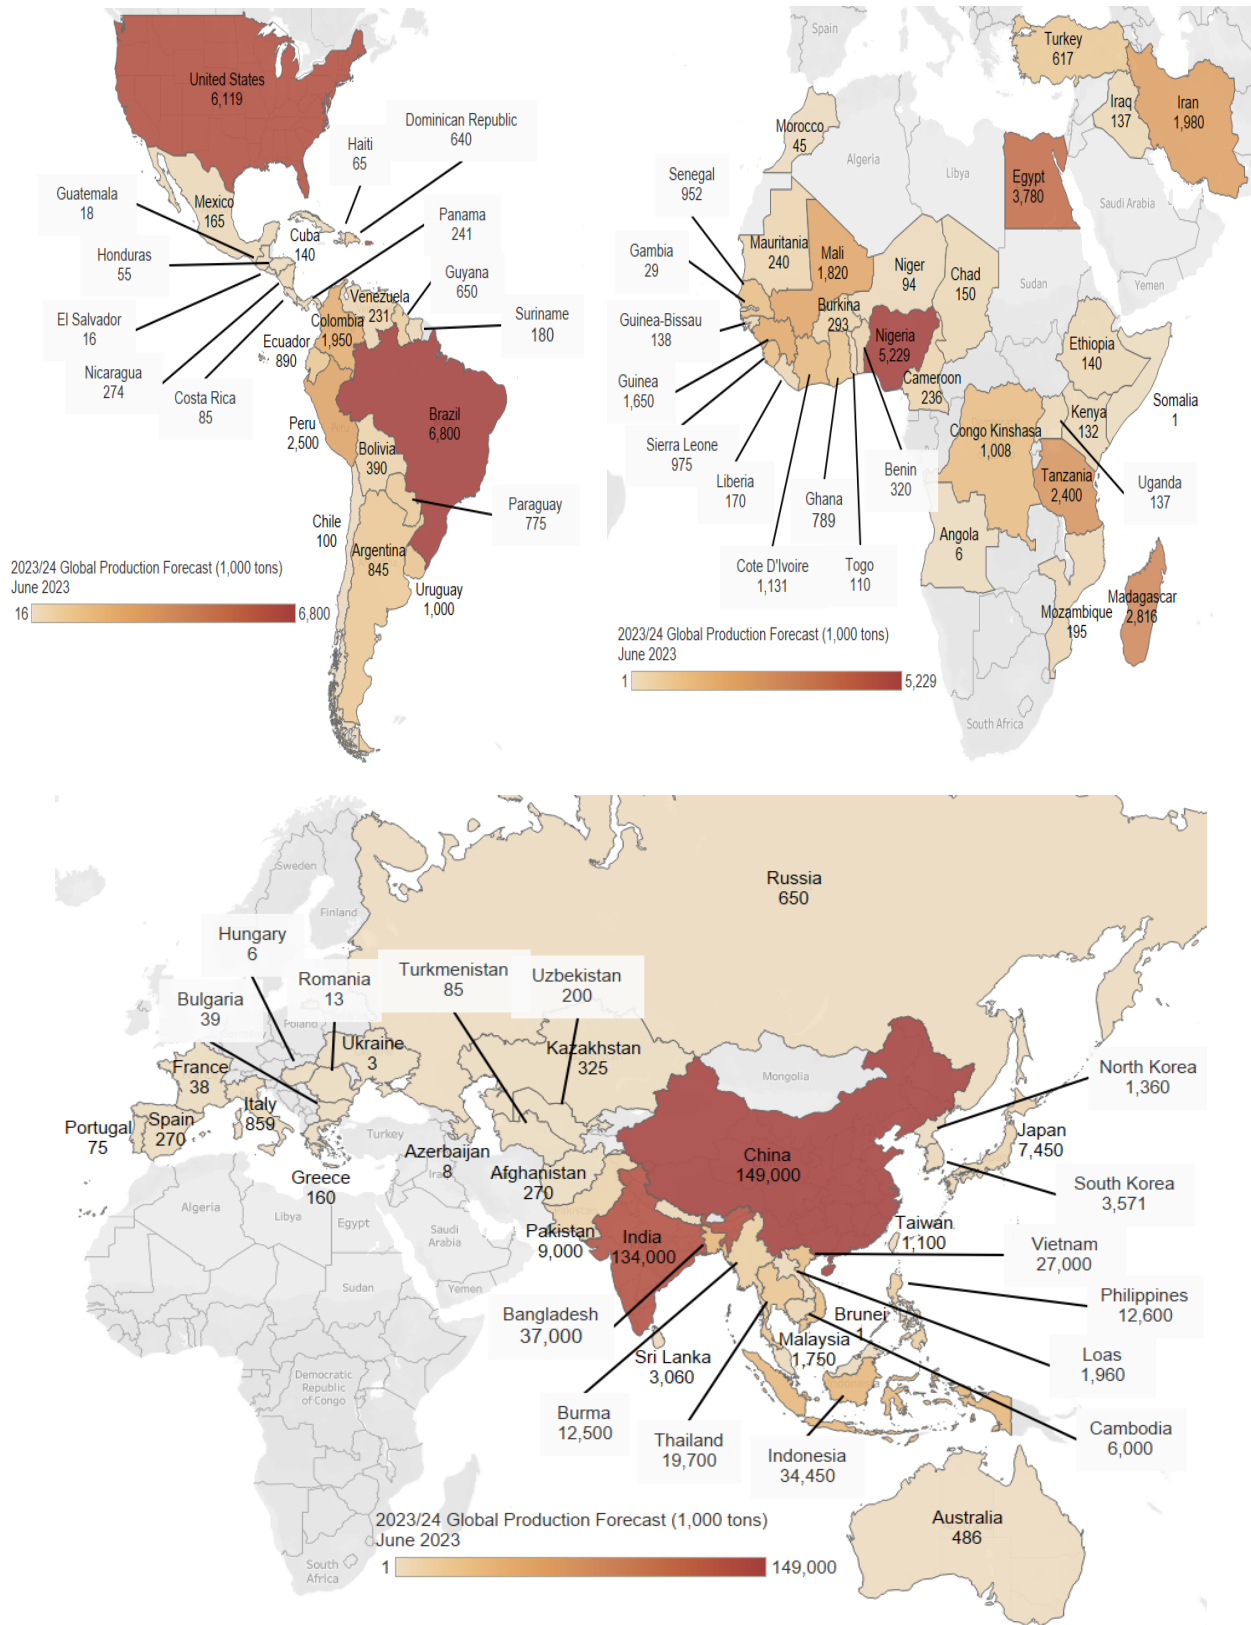 United States
6,119
Dominican Republic
640
Haiti
65
Guatemala
18
Mexico
165
Panama
241
Cuba
140
Honduras
55
Guyana
650
Venezuela
231
El Salvador
16
Colombia
1,950
Suriname
180
Ecuador
890
Nicaragua
274
Costa Rica
85
Brazil
6,800
Peru
2,500
Peru
Bolivia
390
Paraguay
775
Chile
100
Argentina
845
Uruguay
1,000
2023/24 Global Production Forecast (1,000 tons)
June 2023
16
6,800
Spain
Turkey
617
Iraq
137
Iran
1,980
Morocco
45
Algeria
Libya
Egypt
3,780
Saudi Arabia
Senegal
952
Mauritania
240
Mali
1,820
Niger
94
Chad
150
Sudan
Yemen
Gambia
29
Burkina
293
Guinea-Bissau
138
Nigeria
5,229
Ethiopia
140
Guinea
1,650
Cameroon
236
Somalia
1
Kenya
132
Congo Kinshasa
1,008
Sierra Leone
975
Liberia
170
Ghana
789
Benin
320
Tanzania
2,400
Uganda
137
Angola
6
Cote D'Ivoire
1,131
Togo
110
Mozambique
195
Madagascar
2,816
2023/24 Global Production Forecast (1,000 tons)
June 2023
1
5,229
South Africa
Russia
650
Sweden
Finland
Hungary
6
Romania
13
Turkmenistan
85
Uzbekistan
200
Bulgaria
39
Poland
Ukraine
3
Kazakhstan
325
Mongolia
North Korea
1,360
France
38
Italy
859
Portugal
75
Spain
270
Turkey
Azerbaijan
8
Afghanistan
270
China
149,000
Japan
7,450
South Korea
3,571
Greece
160
Iraq
Algeria
Libya
Egypt
Saudi
Arabia
Pakistan
9,000
India
134,000
Taiwan
1,100
Vietnam
27,000
Sudan
Yemen
Bangladesh
37,000
Brunei
1
Philippines
12,600
Malaysia
1,750
Sri Lanka
3,060
Loas
1,960
Democratic
Republic
of Congo
Burma
12,500
Thailand
19,700
Indonesia
34,450
Cambodia
6,000
2023/24 Global Production Forecast (1,000 tons)
June 2023
1
149,000
Australia
486
South
Africa